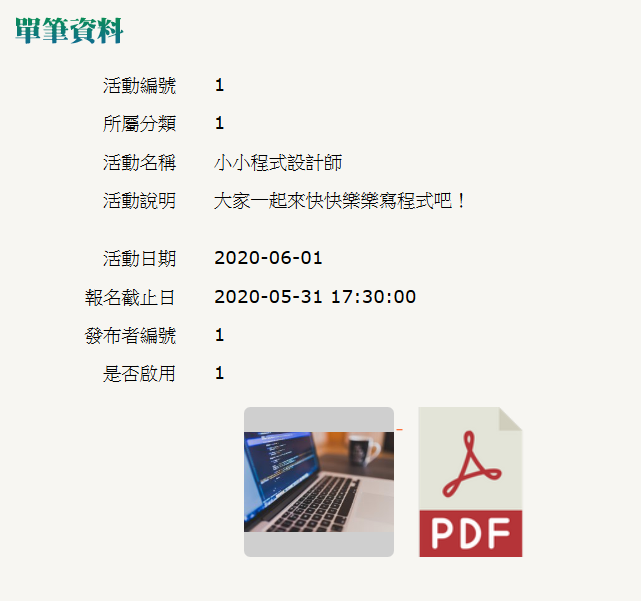 單筆資料
活動編號 1
所屬分類 1
活動名稱 小小程式設計師
活動說明 大家一起來快快樂樂寫程式吧！
活動日期 2020-06-01
報名截止日 2020-05-31 17:30:00
發布者編號 1
是否啟用 1
PDF